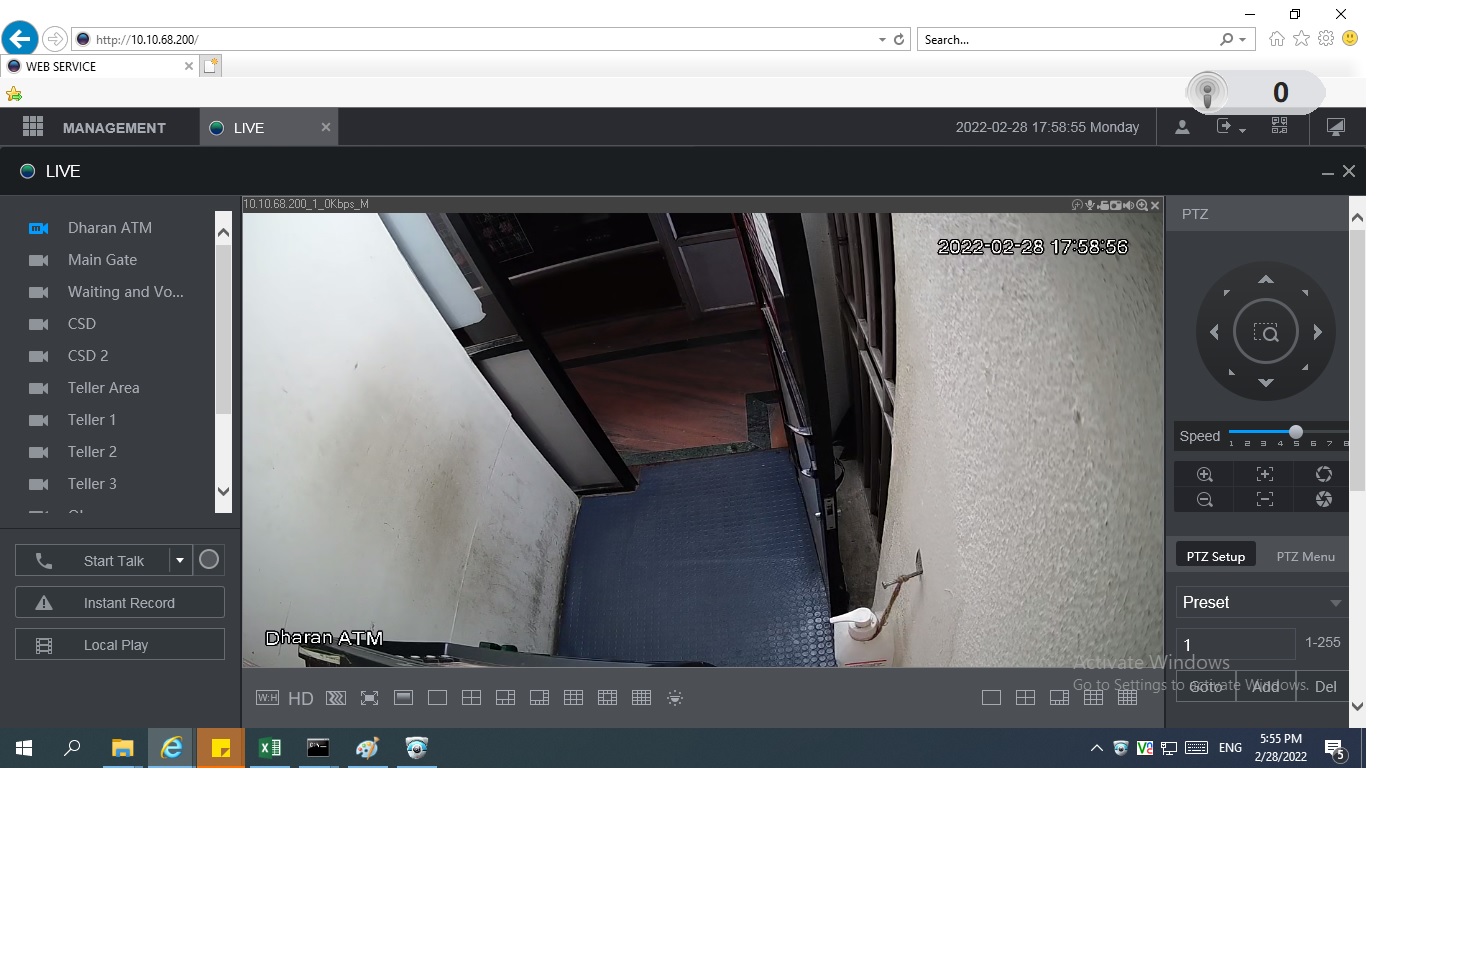 http://10.10.68.200/
Search...
WEB SERVICE
0
MANAGEMENT
LIVE
2022-02-28 17:58:55 Monday
LIVE
10.10.68.200_1_0Kbps_M
PTZ
Dharan ATM
Main Gate
Waiting and Vo...
CSD
CSD 2
Teller Area
Teller 1
Teller 2
Teller 3
2022-02-28 17:58:56
Dharan ATM
Speed
1 2 3 4 5 6 7 8
PTZ Setup
PTZ Menu
Preset
1
1-255
Goto
Add
Del
Activate Windows
Go to Settings to activate Windows.
Start Talk
Instant Record
Local Play
W:H
HD
ENG
5:55 PM
2/28/2022
5